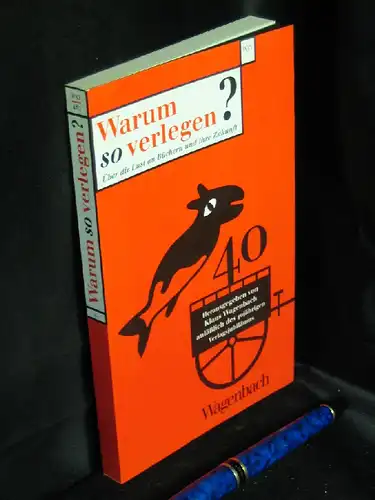 Warum
so verlegen?
Über die Lust an Büchern und ihre Zukunft
40
Herausgegeben von
Klaus Wagenbach
anläßlich des 40jährigen
Verlagsjubiläums
Wagenbach
Warum so verlegen?